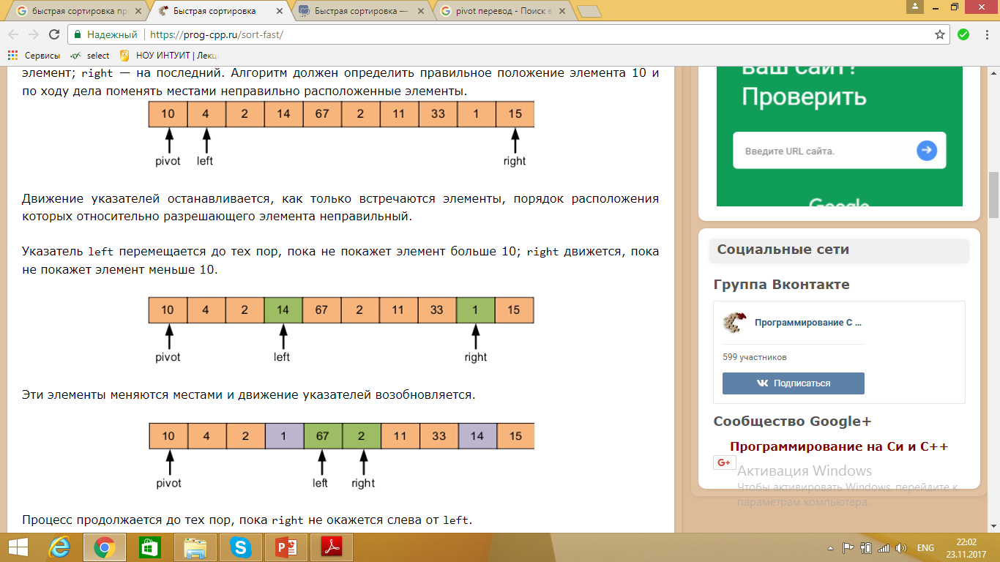 быстрая сортировка пр
Быстрая сортировка
Быстрая сортировка —
pivot перевод - Поиск в
Надежный
https://prog-cpp.ru/sort-fast/
Сервисы
select
НОУ ИНТУИТ | Лекц
элемент; right — на последний. Алгоритм должен определить правильное положение элемента 10 и
по ходу дела поменять местами неправильно расположенные элементы.
10 4 2 14 67 2 11 33 1 15
pivot left right
Движение указателей останавливается, как только встречаются элементы, порядок расположения
которых относительно разрешающего элемента неправильный.
Указатель left перемещается до тех пор, пока не покажет элемент больше 10; right движется, пока
не покажет элемент меньше 10.
10 4 2 14 67 2 11 33 1 15
pivot left right
Эти элементы меняются местами и движение указателей возобновляется.
10 4 2 1 67 2 11 33 14 15
pivot left right
Процесс продолжается до тех пор, пока right не окажется слева от left.
ваш сайт?
Проверить
Введите URL сайта.
Google
Социальные сети
Группа Вконтакте
Программирование С ...
599 участников
Подписаться
Сообщество Google+
Программирование на Си и С++
G+
Активация Windows
Чтобы активировать Windows, перейдите к
параметрам компьютера.
ENG
22:02
23.11.2017